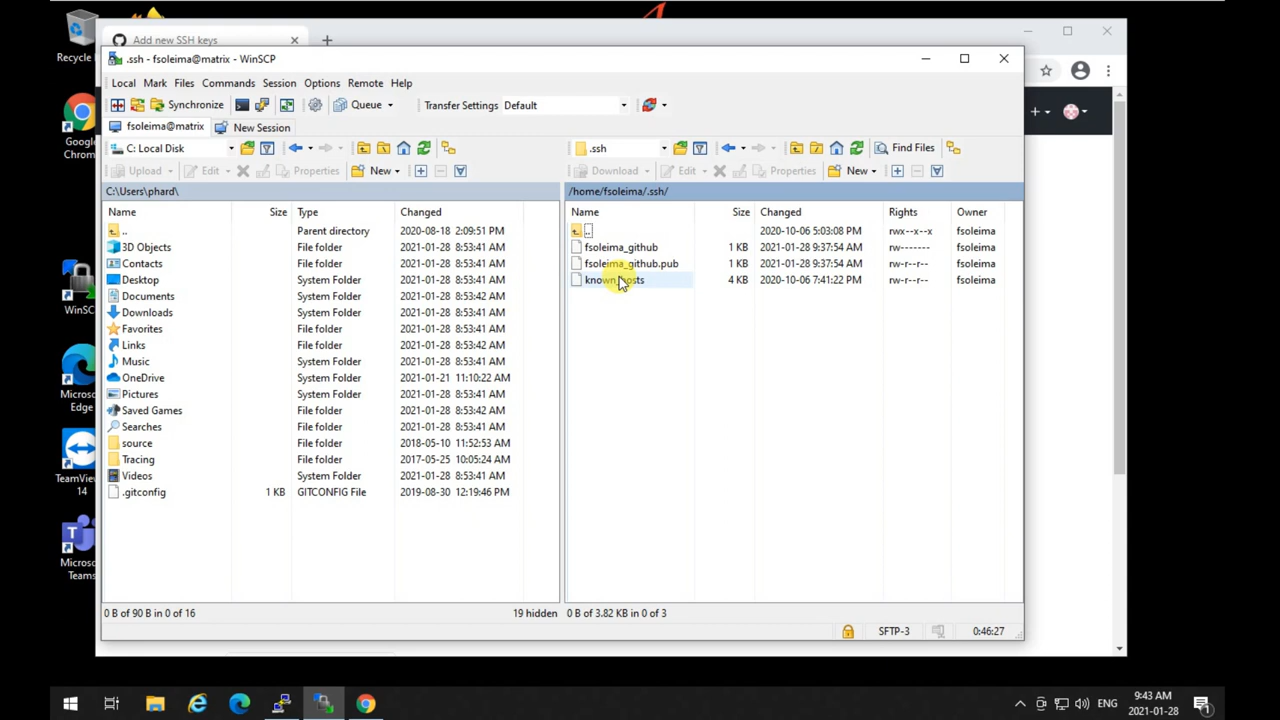 Recycle
Add new SSH keys
.ssh - fsoleima@matrix - WinSCP
Local Mark Files Commands Session Options Remote Help
Synchronize Queue Transfer Settings Default
fsoleima@matrix New Session
C: Local Disk
.ssh Find Files
Upload Edit Properties New
Download Edit Properties New
C:\Users\phard\
/home/fsoleima/.ssh/
Name Size Type Changed
.. Parent directory 2020-08-18 2:09:51 PM
3D Objects File folder 2021-01-28 8:53:41 AM
Contacts File folder 2021-01-28 8:53:41 AM
Desktop System Folder 2021-01-28 8:53:41 AM
Documents System Folder 2021-01-28 8:53:42 AM
Downloads System Folder 2021-01-28 8:53:41 AM
Favorites File folder 2021-01-28 8:53:42 AM
Links File folder 2021-01-28 8:53:41 AM
Music System Folder 2021-01-28 8:53:41 AM
OneDrive System Folder 2021-01-21 11:10:22 AM
Pictures System Folder 2021-01-28 8:53:41 AM
Saved Games File folder 2021-01-28 8:53:42 AM
Searches File folder 2021-01-28 8:53:41 AM
source File folder 2018-05-10 11:52:53 AM
Tracing File folder 2017-05-25 10:05:24 AM
Videos System Folder 2021-01-28 8:53:41 AM
.gitconfig 1 KB GITCONFIG File 2019-08-30 12:19:46 PM
Name Size Changed Rights Owner
.. 2020-10-06 5:03:08 PM rwx--x--x fsoleima
fsoleima_github 1 KB 2021-01-28 9:37:54 AM rw------- fsoleima
fsoleima_github.pub 1 KB 2021-01-28 9:37:54 AM rw-r--r-- fsoleima
known_hosts 4 KB 2020-10-06 7:41:22 PM rw-r--r-- fsoleima
0 B of 90 B in 0 of 16 19 hidden
0 B of 3.82 KB in 0 of 3
SFTP-3 0:46:27
Google
Chrom
WinSC
Micros
Edge
TeamV
14
Micros
Teams
ENG
9:43 AM
2021-01-28
1